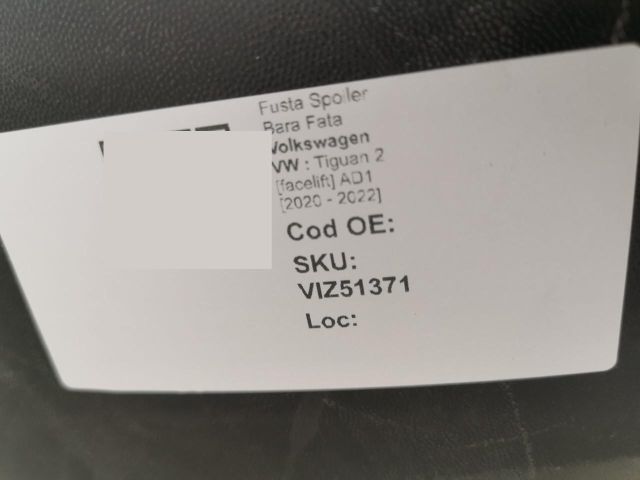 Fusta Spoiler
Bara Fata
Volkswagen
VW : Tiguan 2
[facelift] AD1
[2020 - 2022]
Cod OE:
SKU:
VIZ51371
Loc: